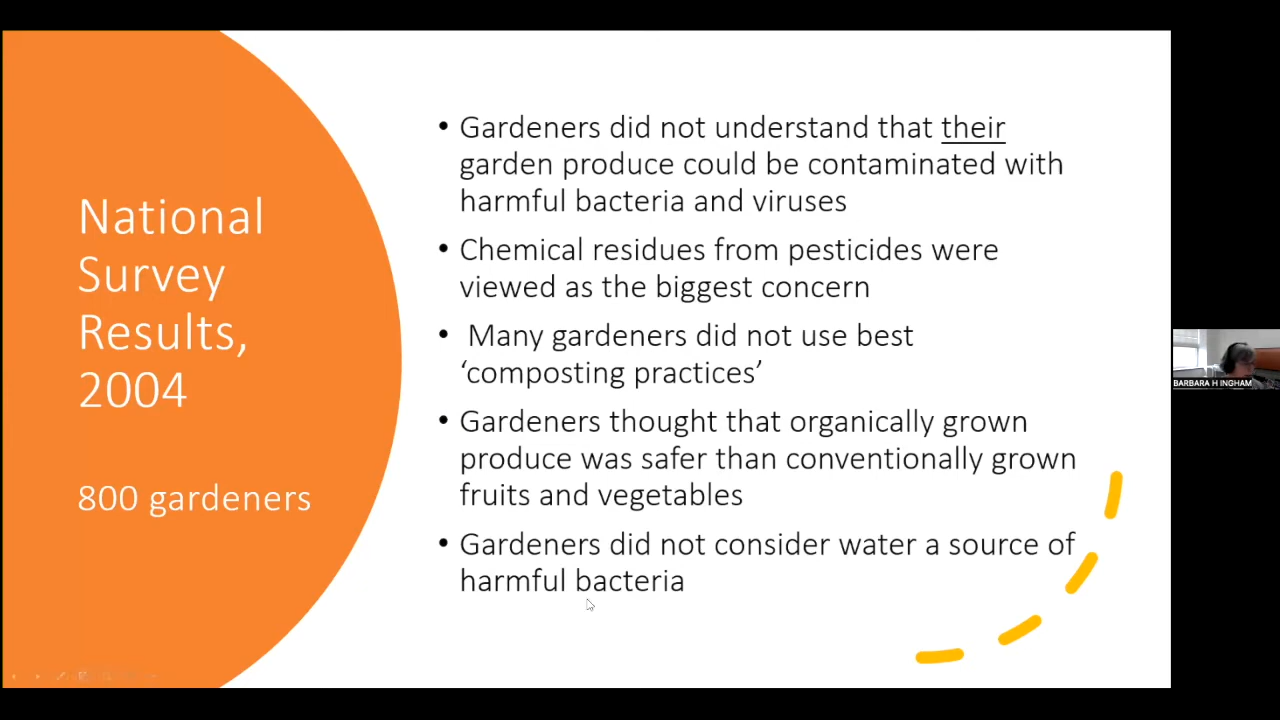 National
Survey
Results,
2004
800 gardeners
• Gardeners did not understand that their
garden produce could be contaminated with
harmful bacteria and viruses
• Chemical residues from pesticides were
viewed as the biggest concern
• Many gardeners did not use best
‘composting practices’
• Gardeners thought that organically grown
produce was safer than conventionally grown
fruits and vegetables
• Gardeners did not consider water a source of
harmful bacteria
BARBARA H INGHAM